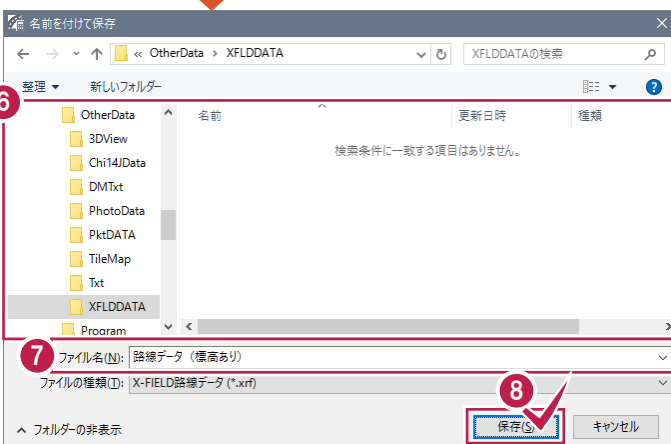 名前を付けて保存
« OtherData › XFLDDATA
XFLDDATAの検索
整理 新しいフォルダー
6
名前 更新日時 種類
検索条件に一致する項目はありません。
OtherData
3DView
Chi14JData
DMTxt
PhotoData
PktDATA
TileMap
Txt
XFLDDATA
Program
7
ファイル名(N): 路線データ（標高あり）
ファイルの種類(T): X-FIELD路線データ (*.xrf)
8
フォルダーの非表示
保存(S) キャンセル